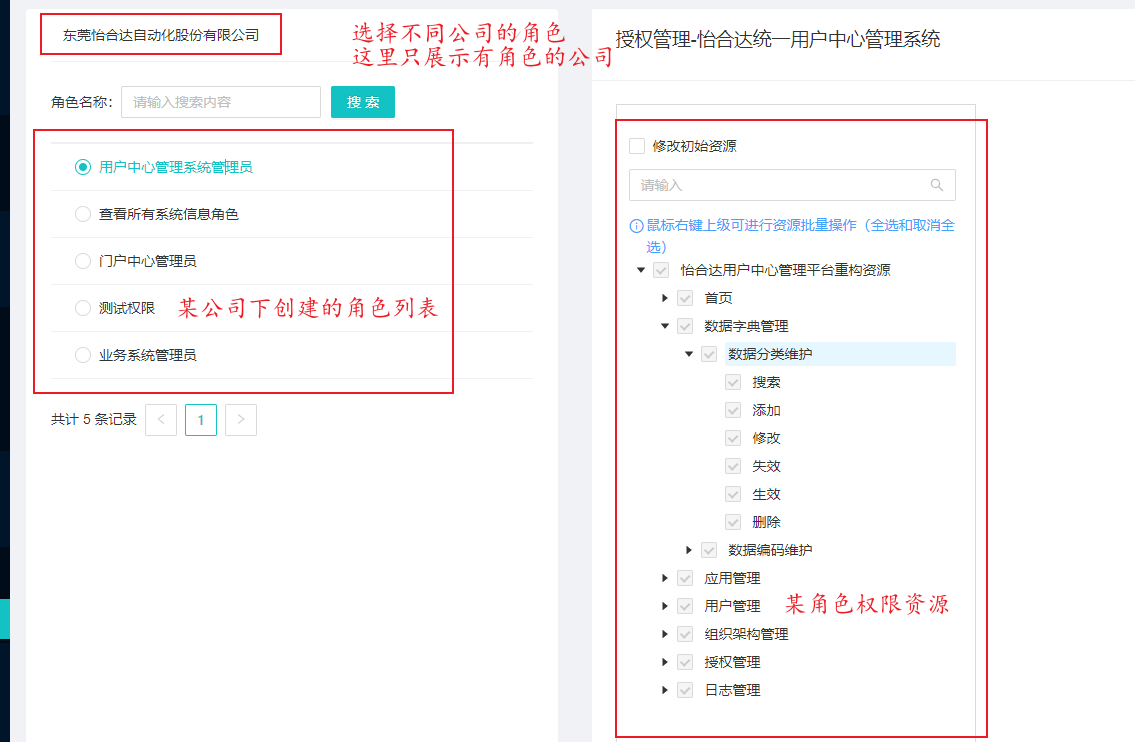 东莞怡合达自动化股份有限公司
选择不同公司的角色
这里只展示有角色的公司
角色名称:
请输入搜索内容
搜 索
用户中心管理系统管理员
查看所有系统信息角色
门户中心管理员
测试权限
某公司下创建的角色列表
业务系统管理员
共计 5 条记录
<
1
>
授权管理-怡合达统一用户中心管理系统
修改初始资源
请输入
鼠标右键上级可进行资源批量操作（全选和取消全
选）
怡合达用户中心管理平台重构资源
首页
数据字典管理
数据分类维护
搜索
添加
修改
失效
生效
删除
数据编码维护
应用管理
用户管理
某角色权限资源
组织架构管理
授权管理
日志管理